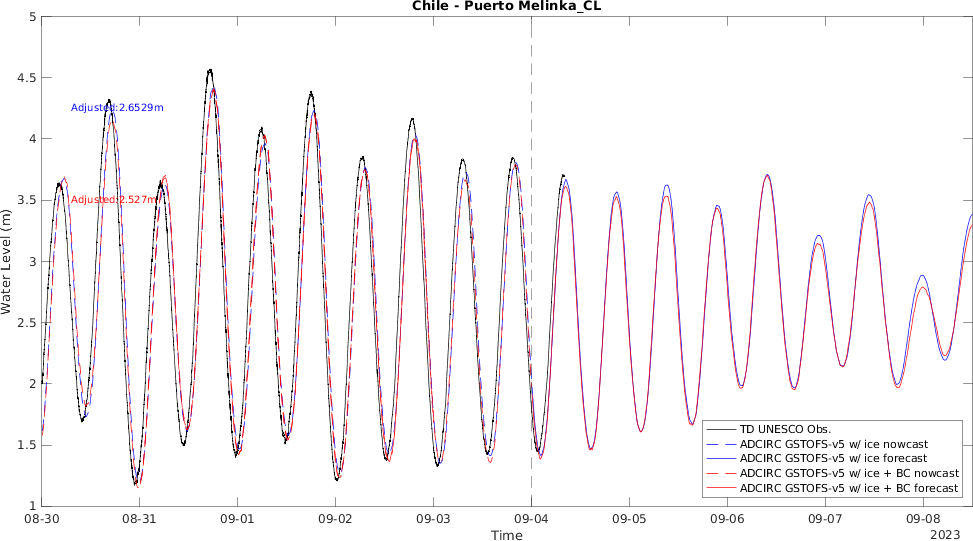 Chile - Puerto Melinka_CL
5
4.5
4
3.5
3
2.5
2
1.5
1
Water Level (m)
Adjusted:2.6529m
Adjusted:2.527m
TD UNESCO Obs.
ADCIRC GSTOFS-v5 w/ ice nowcast
ADCIRC GSTOFS-v5 w/ ice forecast
ADCIRC GSTOFS-v5 w/ ice + BC nowcast
ADCIRC GSTOFS-v5 w/ ice + BC forecast
08-30 08-31 09-01 09-02 09-03 09-04 09-05 09-06 09-07 09-08
Time
2023